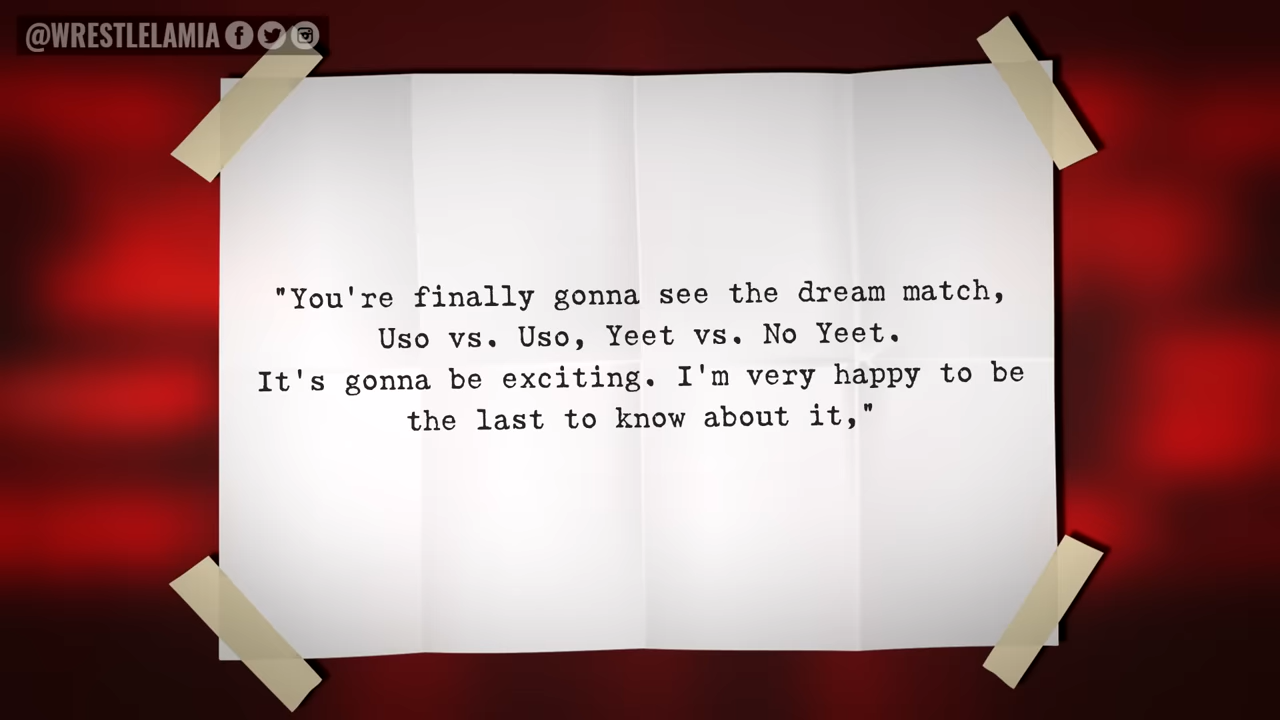 @WRESTLELAMIA
"You're finally gonna see the dream match,
Uso vs. Uso, Yeet vs. No Yeet.
It's gonna be exciting. I'm very happy to be
the last to know about it,"